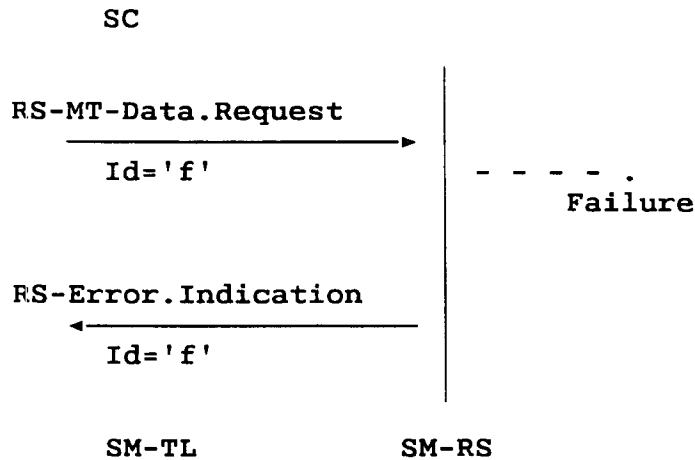 SC
RS-MT-Data.Request
Id='f'
Failure
RS-Error.Indication
Id='f'
SM-TL SM-RS